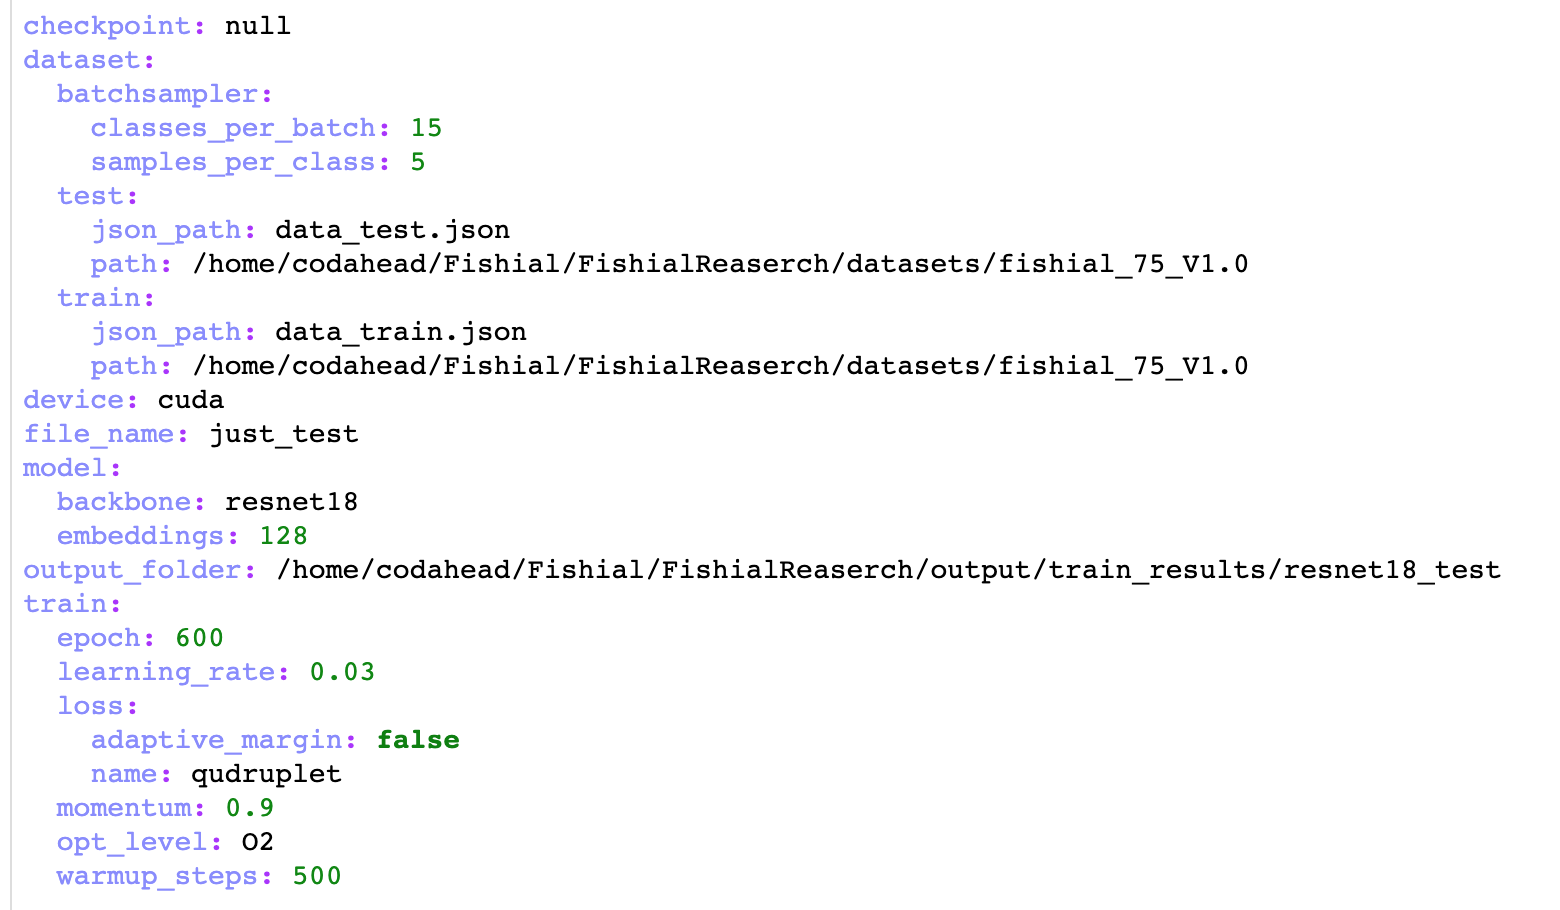 checkpoint: null
dataset:
  batchsampler:
    classes_per_batch: 15
    samples_per_class: 5
  test:
    json_path: data_test.json
    path: /home/codahead/Fishial/FishialReaserch/datasets/fishial_75_V1.0
  train:
    json_path: data_train.json
    path: /home/codahead/Fishial/FishialReaserch/datasets/fishial_75_V1.0
device: cuda
file_name: just_test
model:
  backbone: resnet18
  embeddings: 128
output_folder: /home/codahead/Fishial/FishialReaserch/output/train_results/resnet18_test
train:
  epoch: 600
  learning_rate: 0.03
  loss:
    adaptive_margin: false
    name: qudruplet
  momentum: 0.9
  opt_level: O2
  warmup_steps: 500